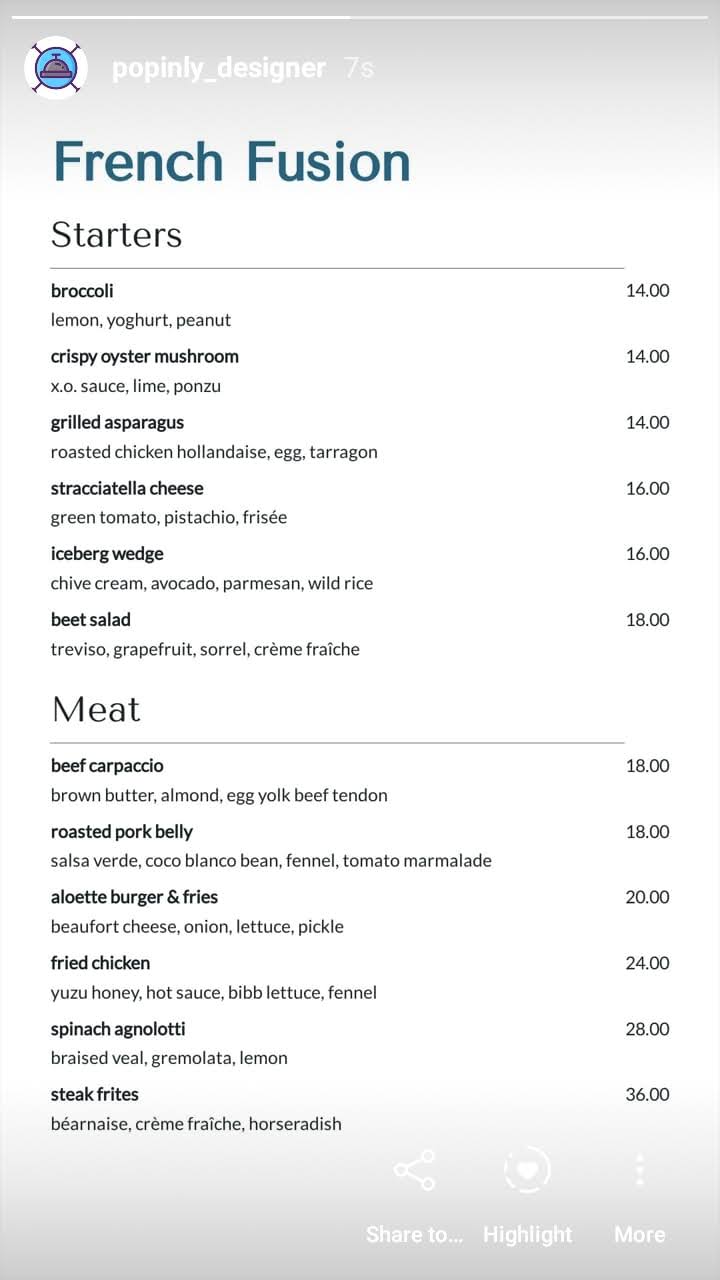 popinly_designer 7s
French Fusion
Starters
broccoli 14.00
lemon, yoghurt, peanut
crispy oyster mushroom 14.00
x.o. sauce, lime, ponzu
grilled asparagus 14.00
roasted chicken hollandaise, egg, tarragon
stracciatella cheese 16.00
green tomato, pistachio, frisée
iceberg wedge 16.00
chive cream, avocado, parmesan, wild rice
beet salad 18.00
treviso, grapefruit, sorrel, crème fraîche
Meat
beef carpaccio 18.00
brown butter, almond, egg yolk beef tendon
roasted pork belly 18.00
salsa verde, coco blanco bean, fennel, tomato marmalade
aloette burger & fries 20.00
beaufort cheese, onion, lettuce, pickle
fried chicken 24.00
yuzu honey, hot sauce, bibb lettuce, fennel
spinach agnolotti 28.00
braised veal, gremolata, lemon
steak frites 36.00
béarnaise, crème fraîche, horseradish
Share to... Highlight More